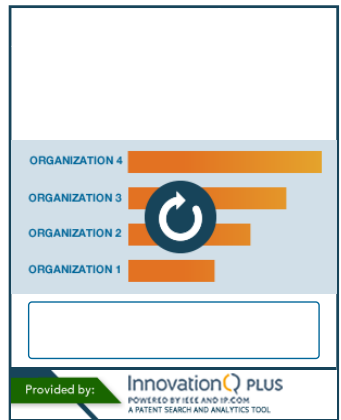 ORGANIZATION 4
ORGANIZATION 3
ORGANIZATION 2
ORGANIZATION 1
Provided by:
InnovationQ PLUS
POWERED BY IEEE AND IP.COM
A PATENT SEARCH AND ANALYTICS TOOL